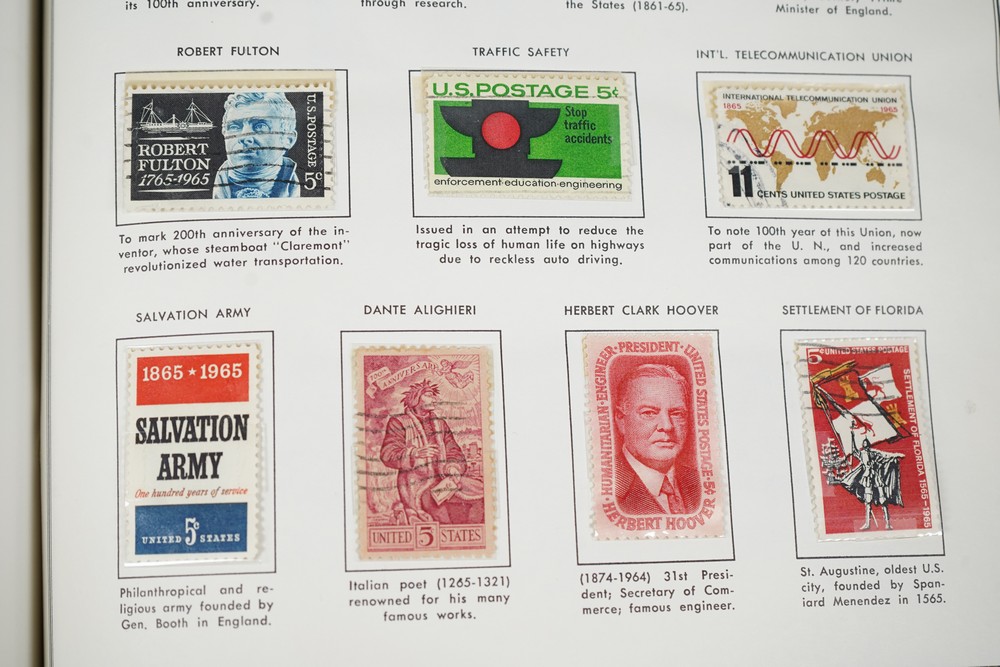 its 100th anniversary.
through research.
the States (1861-65).
Minister of England.
ROBERT FULTON
TRAFFIC SAFETY
INT'L. TELECOMMUNICATION UNION
ROBERT
FULTON
1765-1965
U.S. POSTAGE
5¢
U.S. POSTAGE 5¢
Stop
traffic
accidents
enforcement·education·engineering
INTERNATIONAL TELECOMMUNICATION UNION
1865 1965
11 CENTS UNITED STATES POSTAGE
To mark 200th anniversary of the in-
ventor, whose steamboat "Claremont"
revolutionized water transportation.
Issued in an attempt to reduce the
tragic loss of human life on highways
due to reckless auto driving.
To note 100th year of this Union, now
part of the U. N., and increased
communications among 120 countries.
SALVATION ARMY
DANTE ALIGHIERI
HERBERT CLARK HOOVER
SETTLEMENT OF FLORIDA
1865 ★ 1965
SALVATION
ARMY
One hundred years of service
5¢
UNITED STATES
ANNIVERSARY
UNITED 5 STATES
HUMANITARIAN·ENGINEER·PRESIDENT·UNITED STATES POSTAGE·5¢
HERBERT HOOVER
5¢ UNITED STATES POSTAGE
SETTLEMENT OF FLORIDA 1565-1965
Philanthropical and re-
ligious army founded by
Gen. Booth in England.
Italian poet (1265-1321)
renowned for his many
famous works.
(1874-1964) 31st Presi-
dent; Secretary of Com-
merce; famous engineer.
St. Augustine, oldest U.S.
city, founded by Span-
iard Menendez in 1565.